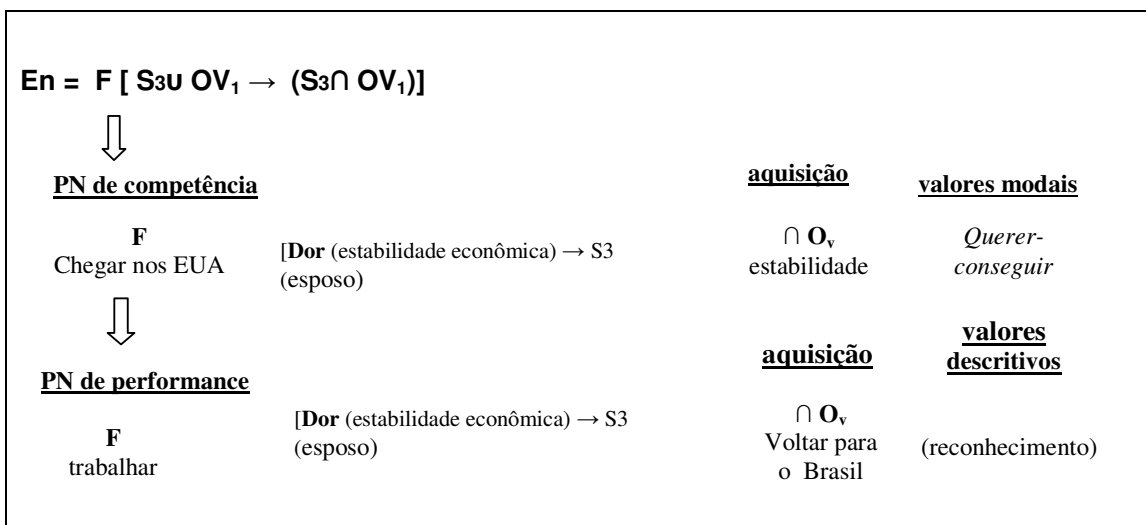 En = F [ S3U OV1 → (S3∩ OV1)]
PN de competência
aquisição
valores modais
F
Chegar nos EUA
[Dor (estabilidade econômica) → S3
(esposo)
∩ Ov
estabilidade
Querer-
conseguir
PN de performance
aquisição
valores
descritivos
F
trabalhar
[Dor (estabilidade econômica) → S3
(esposo)
∩ Ov
Voltar para
o Brasil
(reconhecimento)